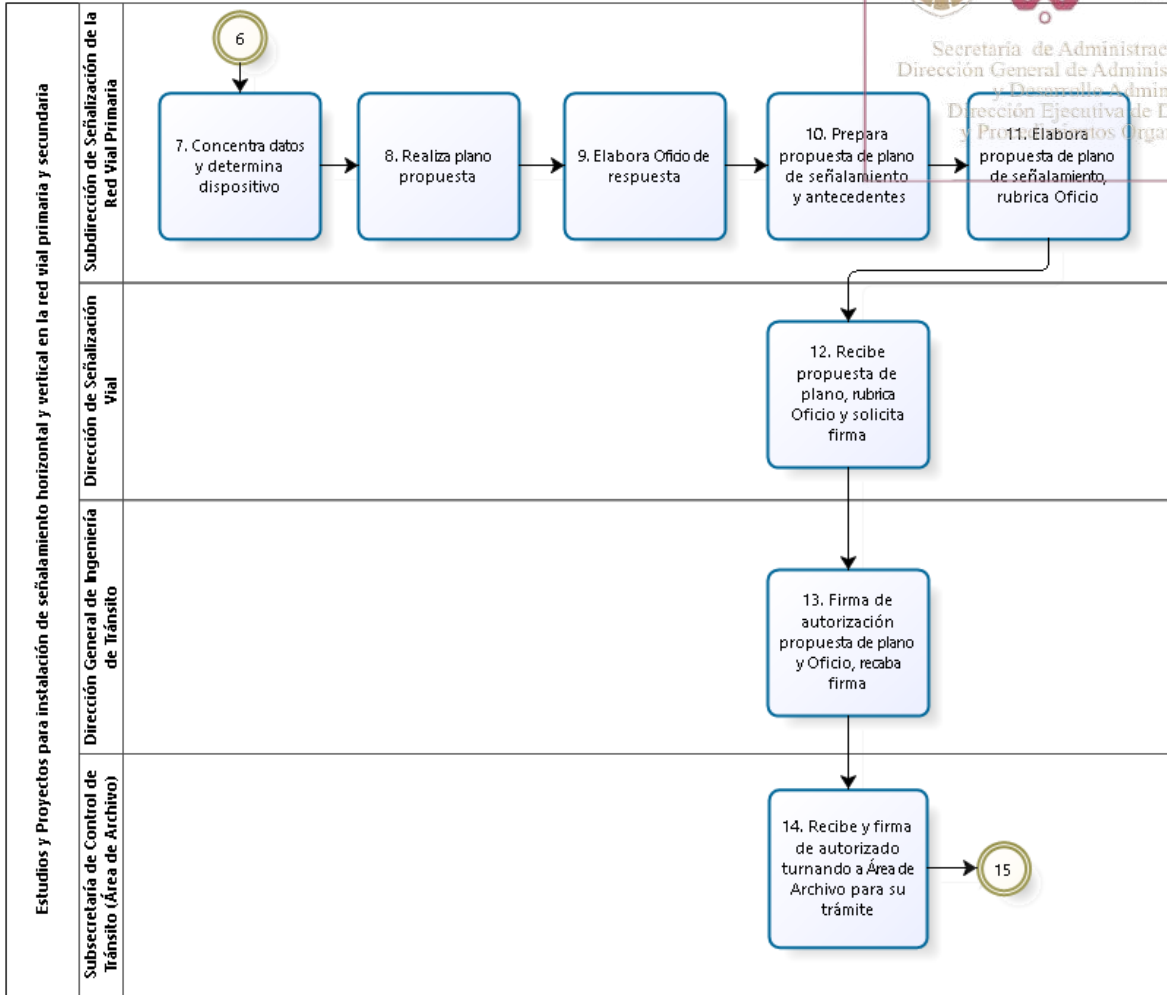 Estudios y Proyectos para instalación de señalamiento horizontal y vertical en la red vial primaria y secundaria
Subdirección de Señalización de la
Red Vial Primaria
6
7. Concentra datos
y determina
dispositivo
8. Realiza plano
propuesta
9. Elabora Oficio de
respuesta
10. Prepara
propuesta de plano
de señalamiento
y antecedentes
11. Elabora
propuesta de plano
de señalamiento,
rubrica Oficio
Secretaría de Administrac
Dirección General de Adminis
y Desarrollo Admin
Dirección Ejecutiva de D
y Procedimientos Orga
Dirección de Señalización
Vial
12. Recibe
propuesta de
plano, rubrica
Oficio y solicita
firma
Dirección General de Ingeniería
de Tránsito
13. Firma de
autorización
propuesta de plano
y Oficio, recaba
firma
Subsecretaría de Control de
Tránsito (Área de Archivo)
14. Recibe y firma
de autorizado
turnando a Área de
Archivo para su
trámite
15